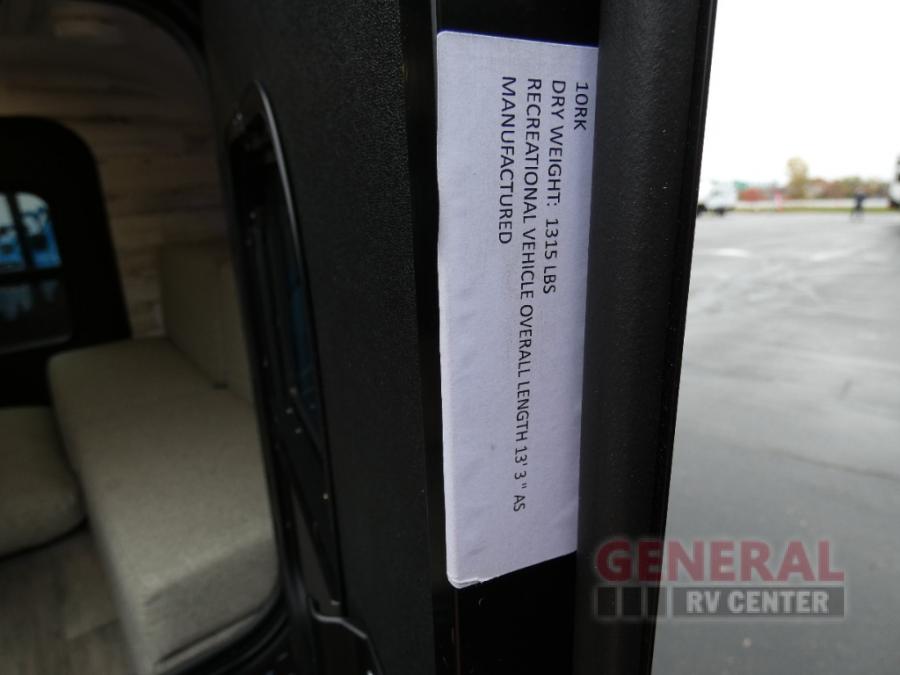 10RK
DRY WEIGHT: 1315 LBS
RECREATIONAL VEHICLE OVERALL LENGTH 13' 3 " AS
MANUFACTURED
GENERAL
RV CENTER